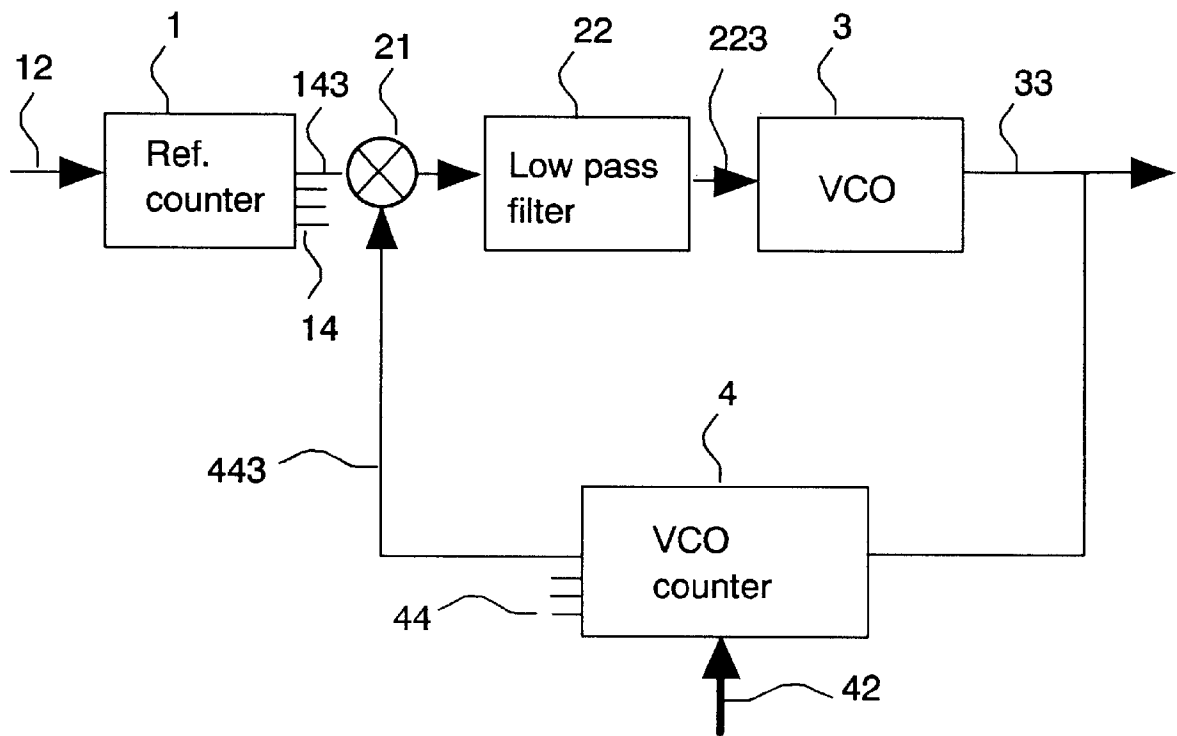 1
12
143
21
22
223
3
33
Ref.
counter
Low pass
filter
VCO
14
4
443
VCO
counter
44
42